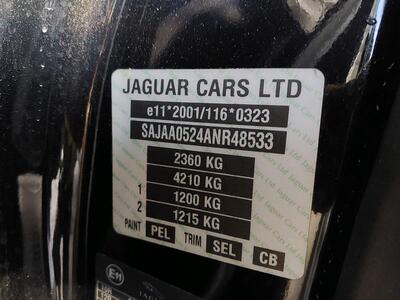 JAGUAR CARS LTD
e11*2001/116*0323
SAJAA0524ANR48533
2360 KG
4210 KG
1 1200 KG
2 1215 KG
PAINT PEL TRIM SEL CB
E11